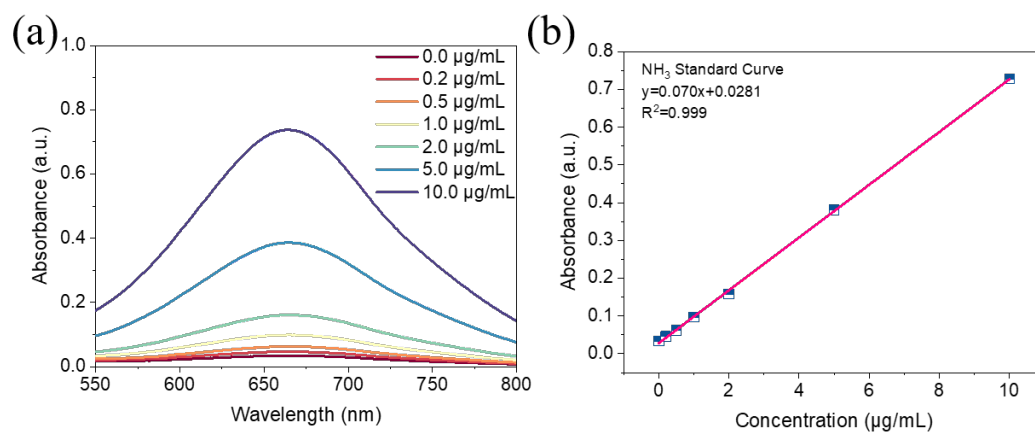 (a)
1.0
0.8
0.6
0.4
0.2
0.0
Absorbance (a.u.)
550
600
650
700
750
800
Wavelength (nm)
0.0 μg/mL
0.2 μg/mL
0.5 μg/mL
1.0 μg/mL
2.0 μg/mL
5.0 μg/mL
10.0 μg/mL
(b)
0.8
0.7
0.6
0.5
0.4
0.3
0.2
0.1
0.0
Absorbance (a.u.)
NH₃ Standard Curve
y=0.070x+0.0281
R²=0.999
0
2
4
6
8
10
Concentration (μg/mL)